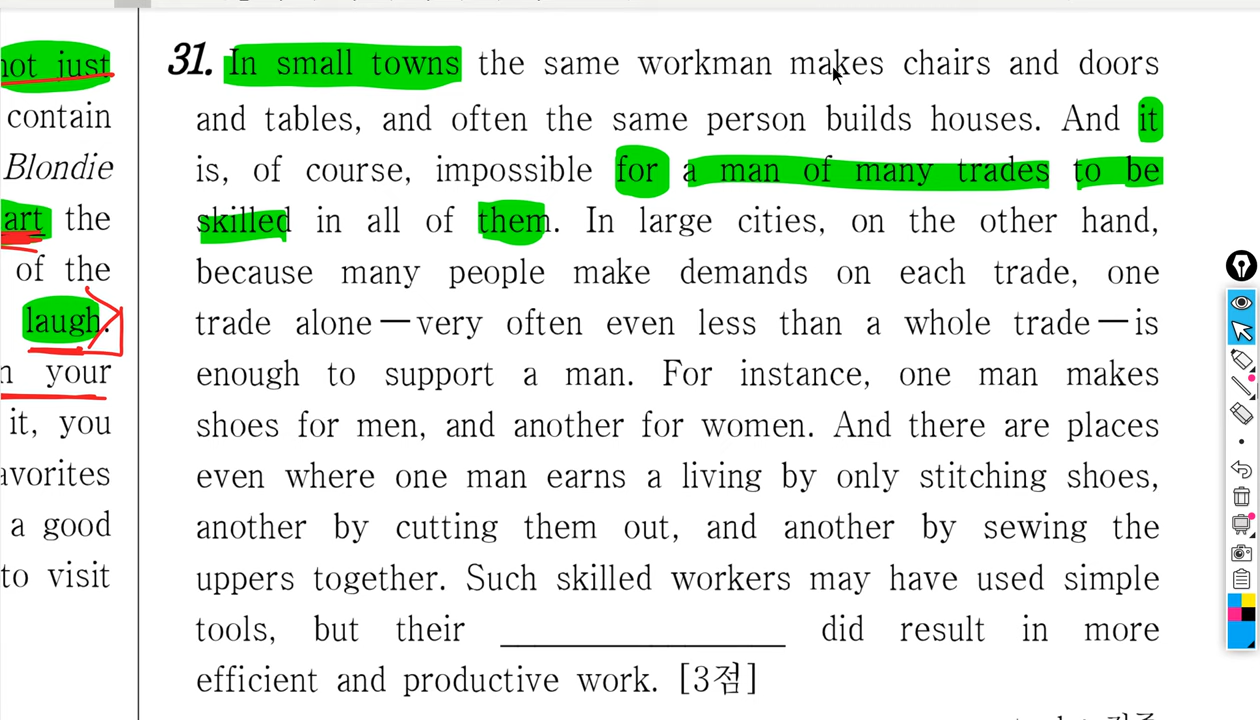 not just
contain
Blondie
art the
of the
laugh.
n your
it, you
avorites
a good
to visit
31. In small towns the same workman makes chairs and doors
and tables, and often the same person builds houses. And it
is, of course, impossible for a man of many trades to be
skilled in all of them. In large cities, on the other hand,
because many people make demands on each trade, one
trade alone—very often even less than a whole trade—is
enough to support a man. For instance, one man makes
shoes for men, and another for women. And there are places
even where one man earns a living by only stitching shoes,
another by cutting them out, and another by sewing the
uppers together. Such skilled workers may have used simple
tools, but their ____________ did result in more
efficient and productive work. [3점]